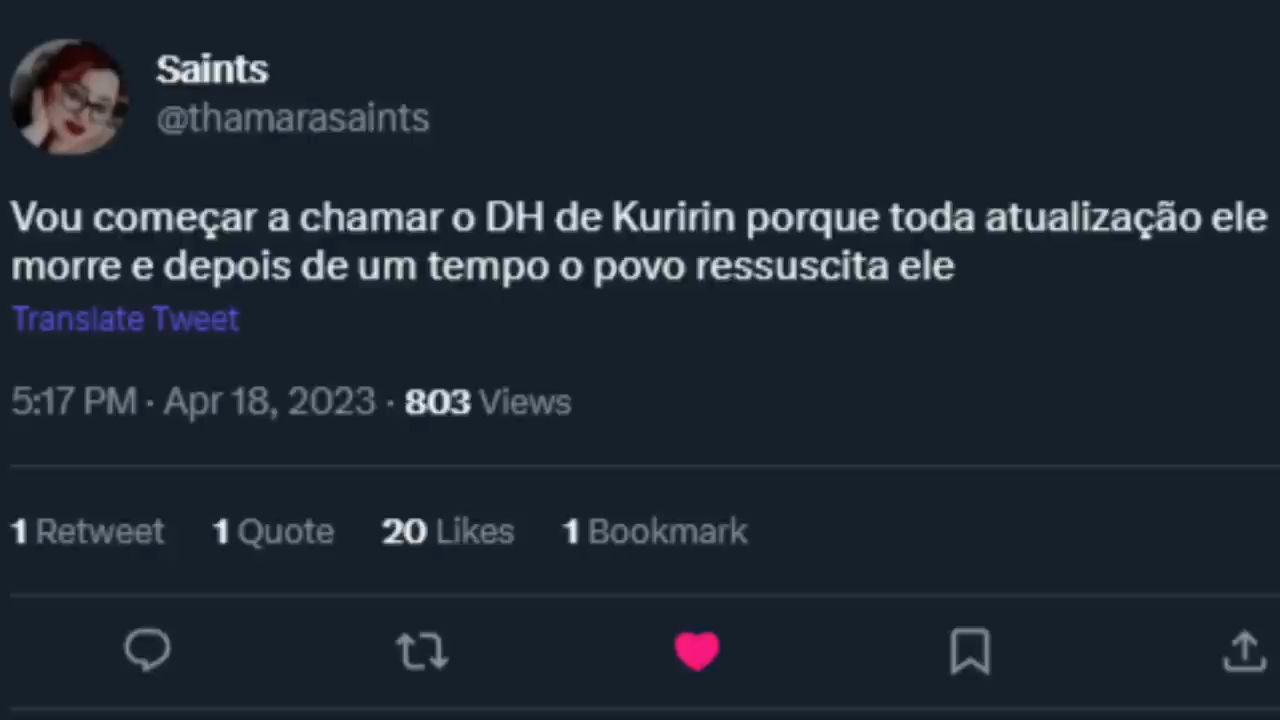 Saints
@thamarasaints
Vou começar a chamar o DH de Kuririn porque toda atualização ele
morre e depois de um tempo o povo ressuscita ele
Translate Tweet
5:17 PM · Apr 18, 2023 · 803 Views
1 Retweet 1 Quote 20 Likes 1 Bookmark